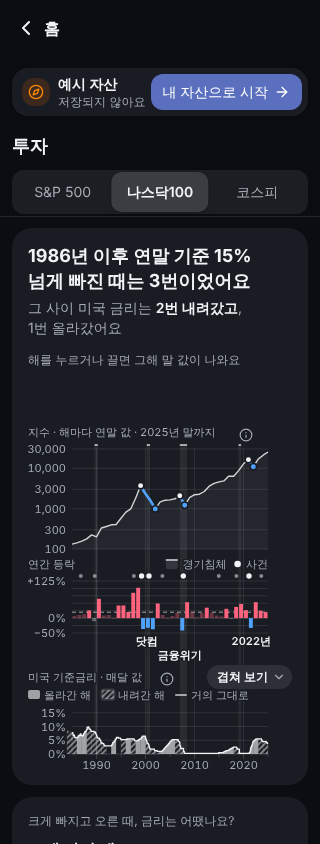 홈
예시 자산
저장되지 않아요
내 자산으로 시작 →
투자
S&P 500
나스닥100
코스피
1986년 이후 연말 기준 15%
넘게 빠진 때는 3번이었어요
그 사이 미국 금리는 2번 내려갔고,
1번 올라갔어요
해를 누르거나 끌면 그해 말 값이 나와요
지수 · 해마다 연말 값 · 2025년 말까지
30,000
10,000
3,000
1,000
300
100
연간 등락
경기침체
사건
+125%
0%
−50%
닷컴
2022년
금융위기
미국 기준금리 · 매달 값
겹쳐 보기
올라간 해
내려간 해
거의 그대로
15%
10%
5%
0%
1990
2000
2010
2020
크게 빠지고 오른 때, 금리는 어땠나요?